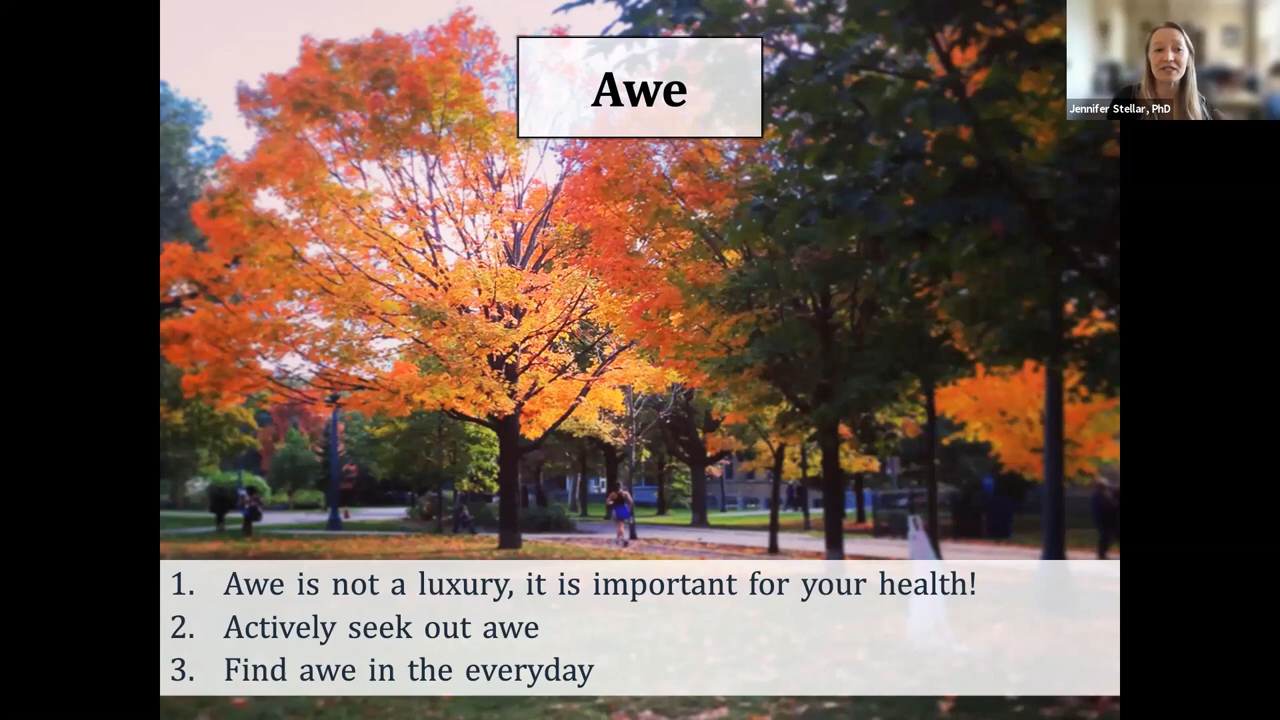 Awe
Jennifer Stellar, PhD
1. Awe is not a luxury, it is important for your health!
2. Actively seek out awe
3. Find awe in the everyday